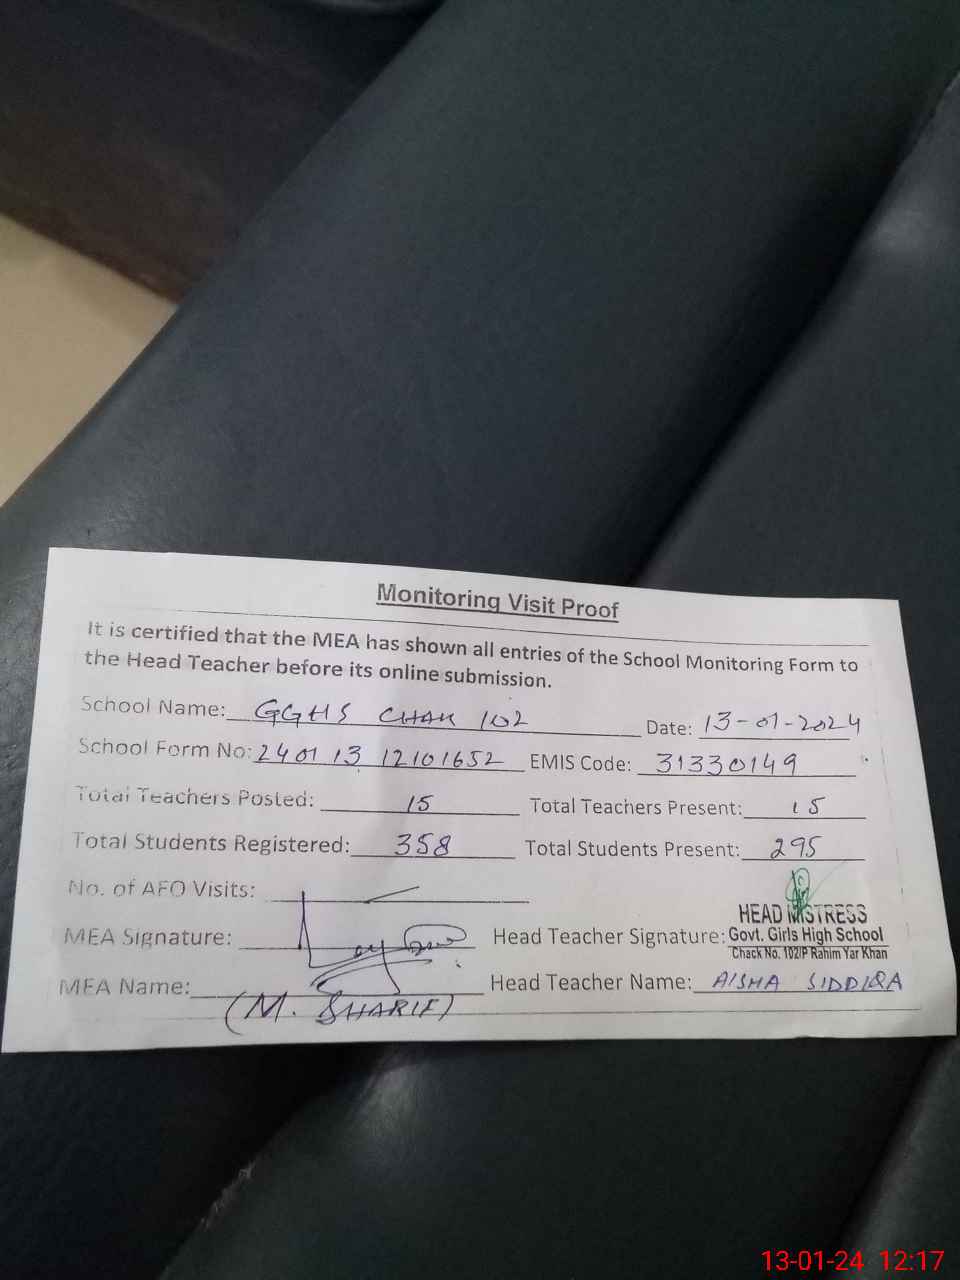 Monitoring Visit Proof
It is certified that the MEA has shown all entries of the School Monitoring Form to
the Head Teacher before its online submission.
School Name: GGHS CHAK 102 Date: 13-01-2024
School Form No: 2401 13 12101652 EMIS Code: 31330149
Total Teachers Posted: 15 Total Teachers Present: 15
Total Students Registered: 358 Total Students Present: 295
No. of AEO Visits:
MEA Signature: Head Teacher Signature:
HEAD MISTRESS
Govt. Girls High School
Chack No. 102/P Rahim Yar Khan
MEA Name: (M. SHARIF) Head Teacher Name: AISHA SIDDIQA
13-01-24 12:17